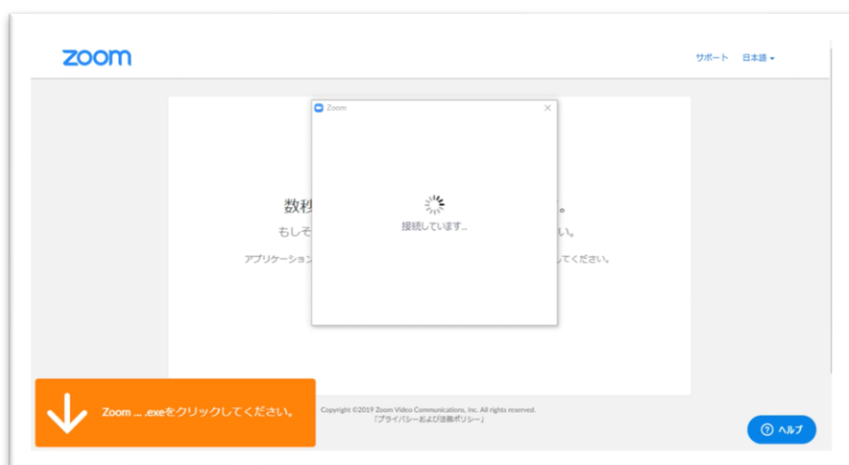 zoom
サポート 日本語
Zoom
数秒 。
接続しています...
もしそ い。
アプリケーション してください。
Zoom ... .exeをクリックしてください。
Copyright ©2019 Zoom Video Communications, Inc. All rights reserved.
「プライバシーおよび法務ポリシー」
ヘルプ